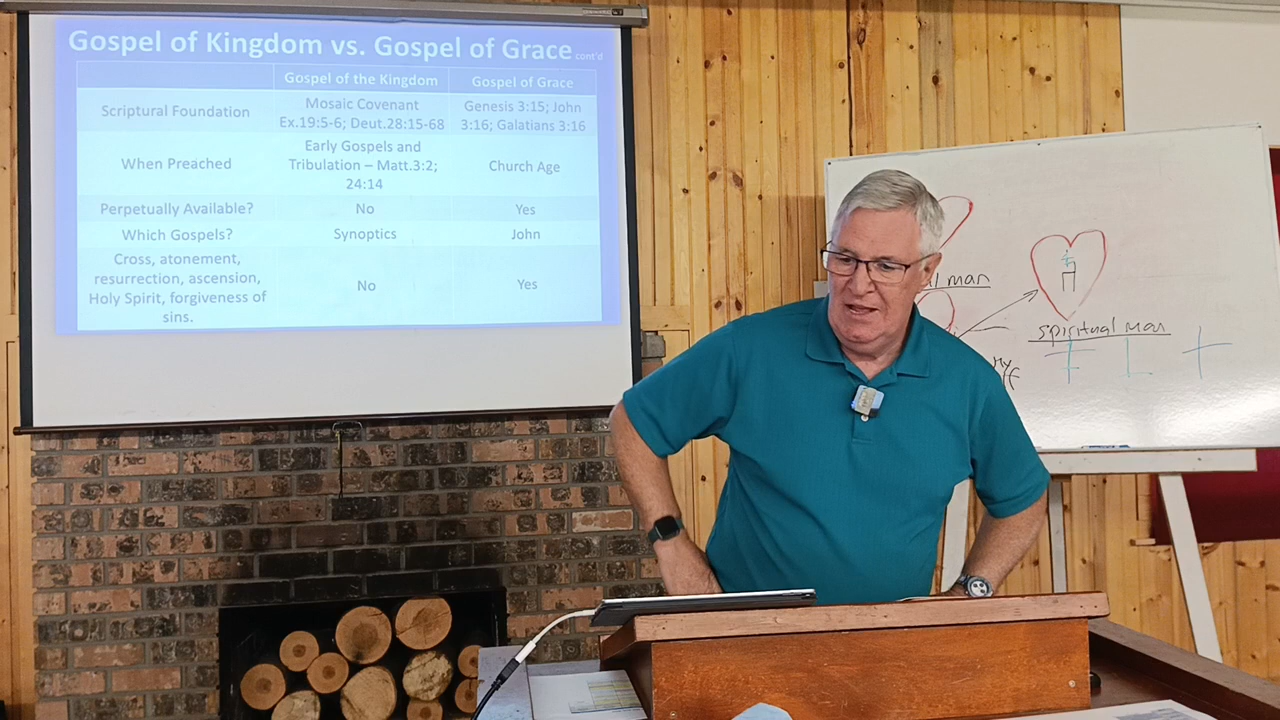 Gospel of Kingdom vs. Gospel of Grace cont'd
Gospel of the Kingdom
Gospel of Grace
Scriptural Foundation
Mosaic Covenant
Ex.19:5-6; Deut.28:15-68
Genesis 3:15; John
3:16; Galatians 3:16
When Preached
Early Gospels and
Tribulation – Matt.3:2;
24:14
Church Age
Perpetually Available?
No
Yes
Which Gospels?
Synoptics
John
Cross, atonement,
resurrection, ascension,
Holy Spirit, forgiveness of
sins.
No
Yes
man
spiritual man